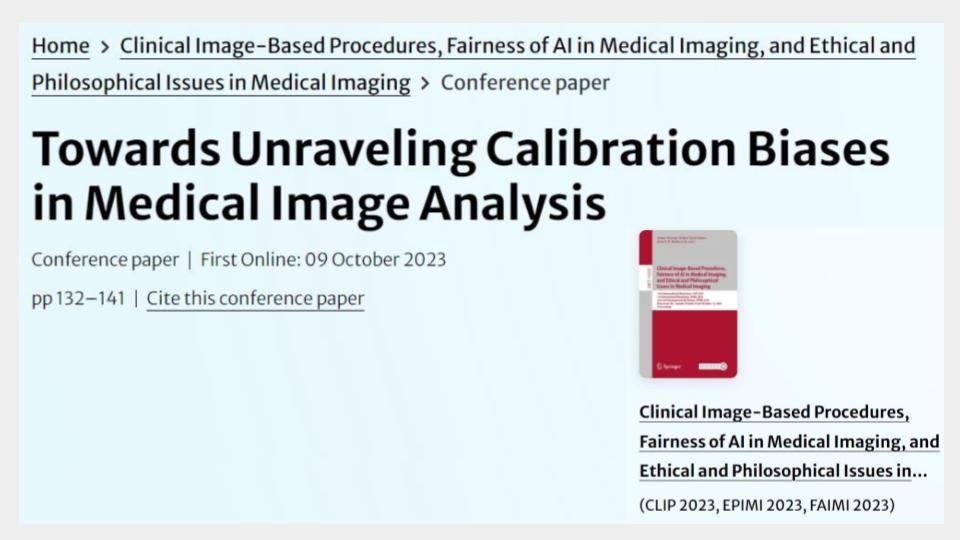 Home > Clinical Image-Based Procedures, Fairness of AI in Medical Imaging, and Ethical and
Philosophical Issues in Medical Imaging > Conference paper
Towards Unraveling Calibration Biases
in Medical Image Analysis
Conference paper | First Online: 09 October 2023
pp 132–141 | Cite this conference paper
Clinical Image-Based Procedures,
Fairness of AI in Medical Imaging,
and Ethical and Philosophical
Issues in Medical Imaging
Springer
Clinical Image-Based Procedures,
Fairness of AI in Medical Imaging, and
Ethical and Philosophical Issues in...
(CLIP 2023, EPIMI 2023, FAIMI 2023)